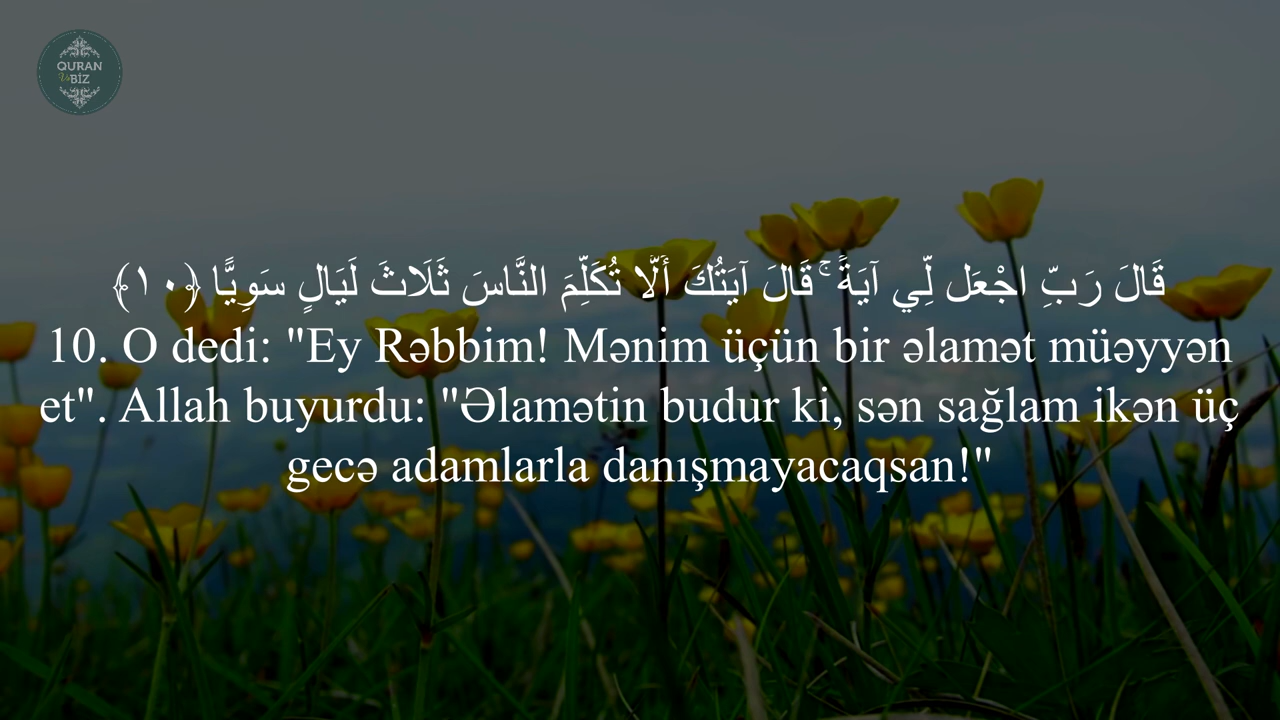 QURAN
Və BİZ
قَالَ رَبِّ اجْعَل لِّي آيَةً ۚ قَالَ آيَتُكَ أَلَّا تُكَلِّمَ النَّاسَ ثَلَاثَ لَيَالٍ سَوِيًّا ﴿١٠﴾
10. O dedi: "Ey Rəbbim! Mənim üçün bir əlamət müəyyən
et". Allah buyurdu: "Əlamətin budur ki, sən sağlam ikən üç
gecə adamlarla danışmayacaqsan!"